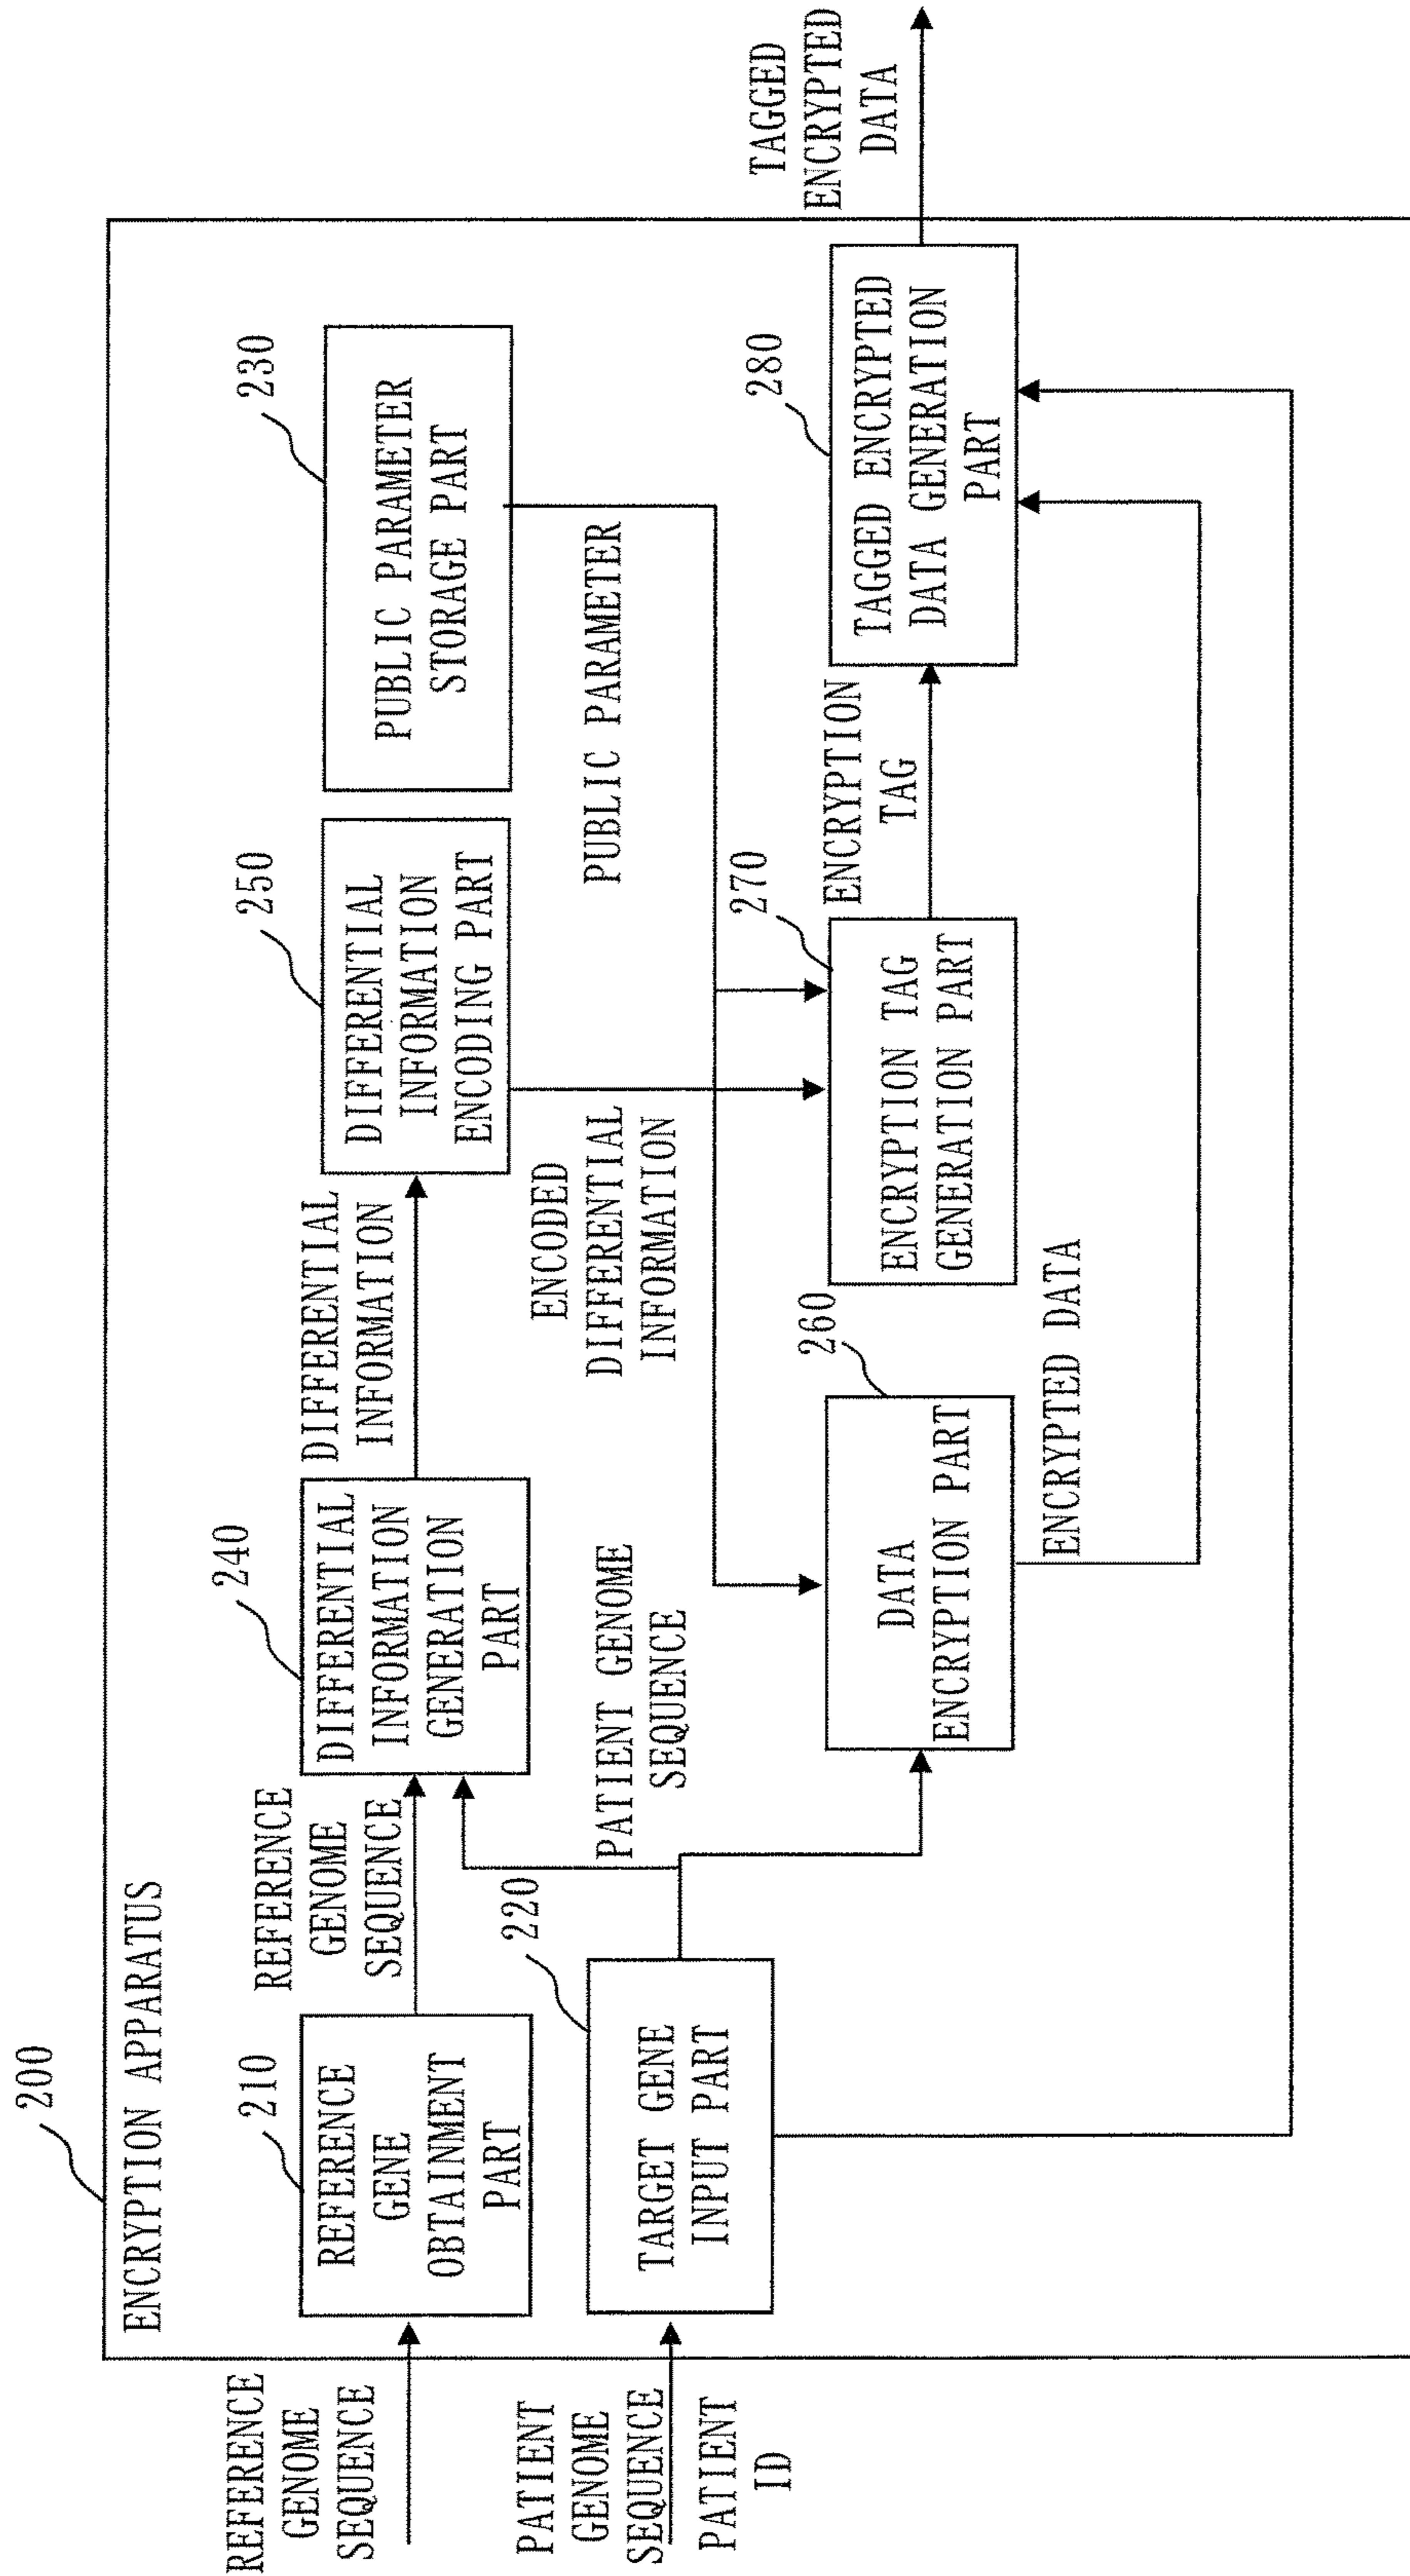 200
ENCRYPTION APPARATUS
REFERENCE
GENOME
SEQUENCE
210
REFERENCE
GENE
OBTAINMENT
PART
REFERENCE
GENOME
SEQUENCE
240
DIFFERENTIAL
INFORMATION
GENERATION
PART
DIFFERENTIAL
INFORMATION
250
DIFFERENTIAL
INFORMATION
ENCODING PART
230
PUBLIC PARAMETER
STORAGE PART
PATIENT
GENOME
SEQUENCE
PATIENT
ID
220
TARGET GENE
INPUT PART
PATIENT GENOME
SEQUENCE
ENCODED
DIFFERENTIAL
INFORMATION
PUBLIC PARAMETER
260
DATA
ENCRYPTION PART
ENCRYPTED DATA
270
ENCRYPTION TAG
GENERATION PART
ENCRYPTION
TAG
280
TAGGED ENCRYPTED
DATA GENERATION
PART
TAGGED
ENCRYPTED
DATA